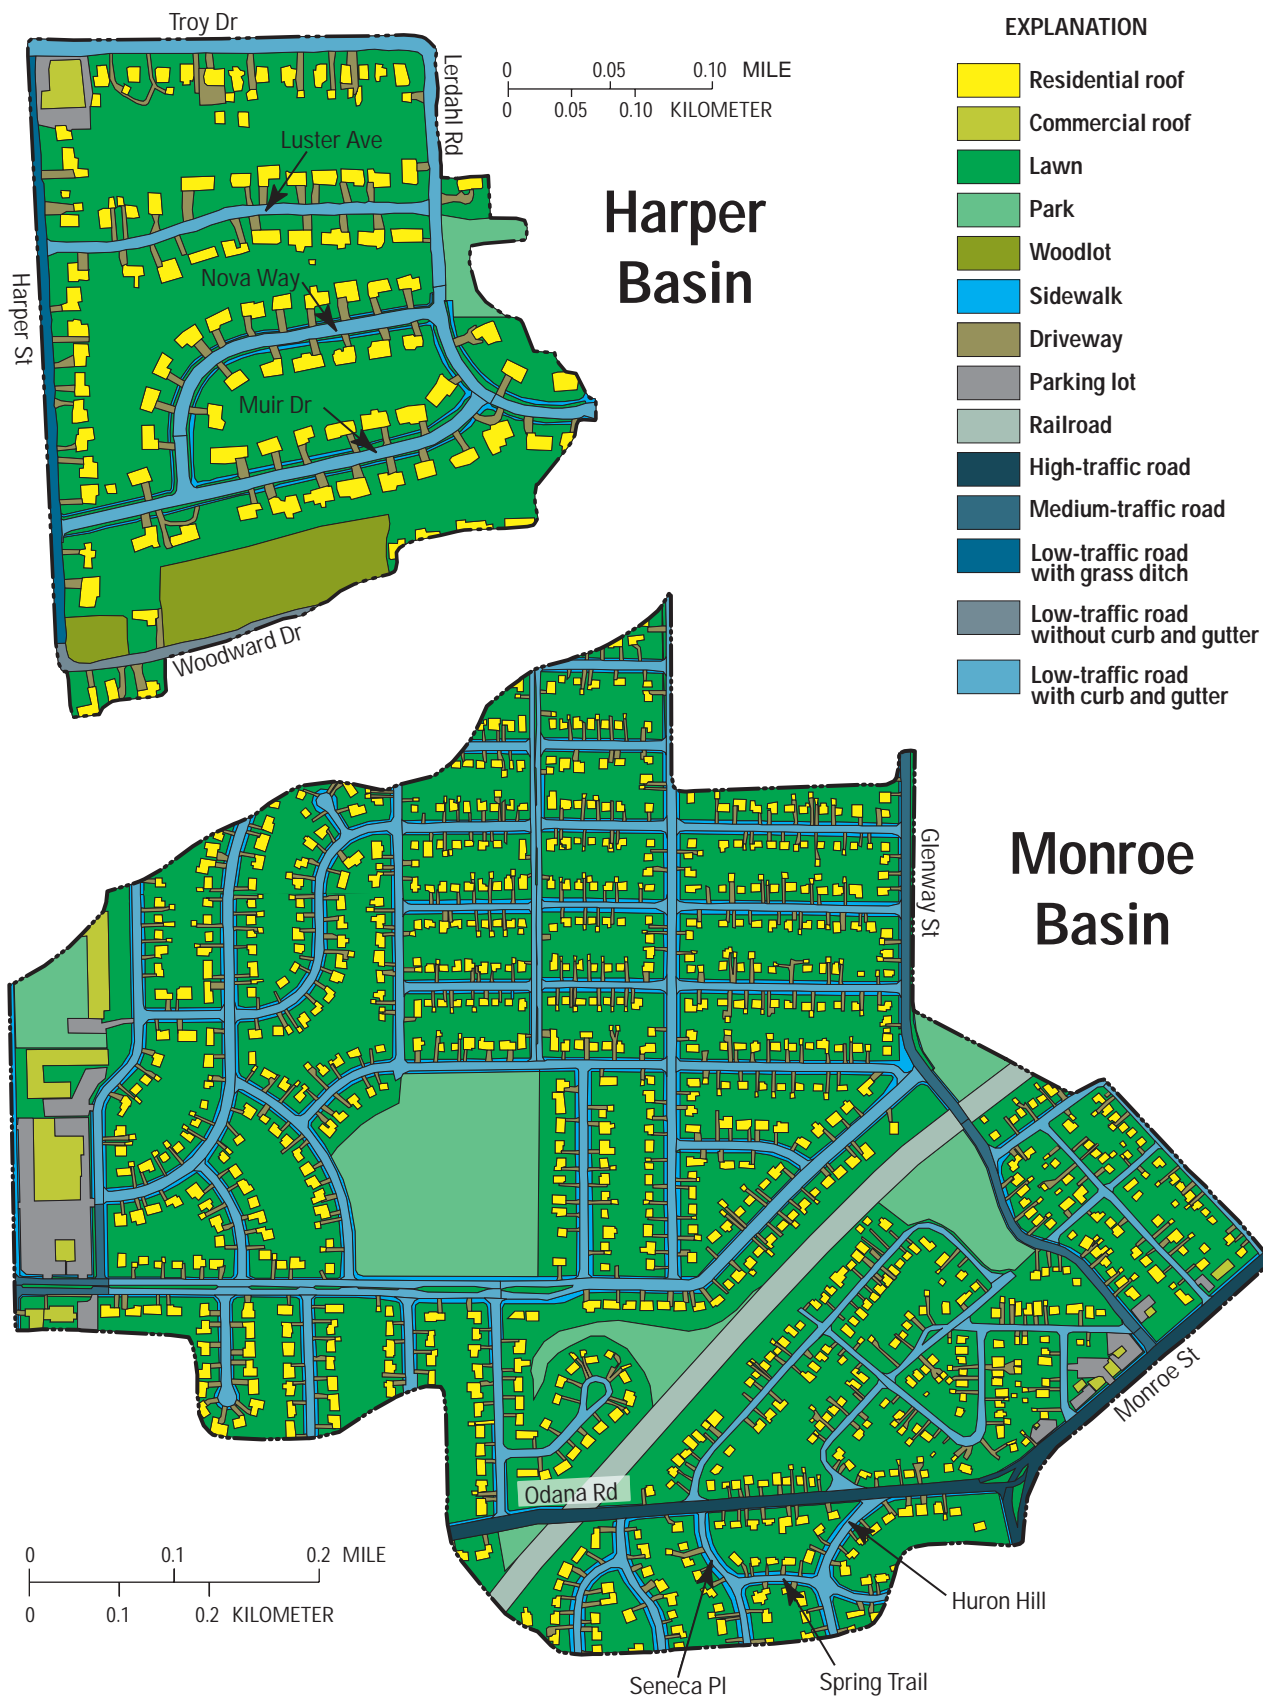 Troy Dr
Lerdahl Rd
0 0.05 0.10 MILE
0 0.05 0.10 KILOMETER
Luster Ave
Harper
Basin
Nova Way
Harper St
Muir Dr
Woodward Dr
EXPLANATION
Residential roof
Commercial roof
Lawn
Park
Woodlot
Sidewalk
Driveway
Parking lot
Railroad
High-traffic road
Medium-traffic road
Low-traffic road
with grass ditch
Low-traffic road
without curb and gutter
Low-traffic road
with curb and gutter
Glenway St
Monroe
Basin
Monroe St
Odana Rd
0 0.1 0.2 MILE
0 0.1 0.2 KILOMETER
Huron Hill
Seneca Pl
Spring Trail